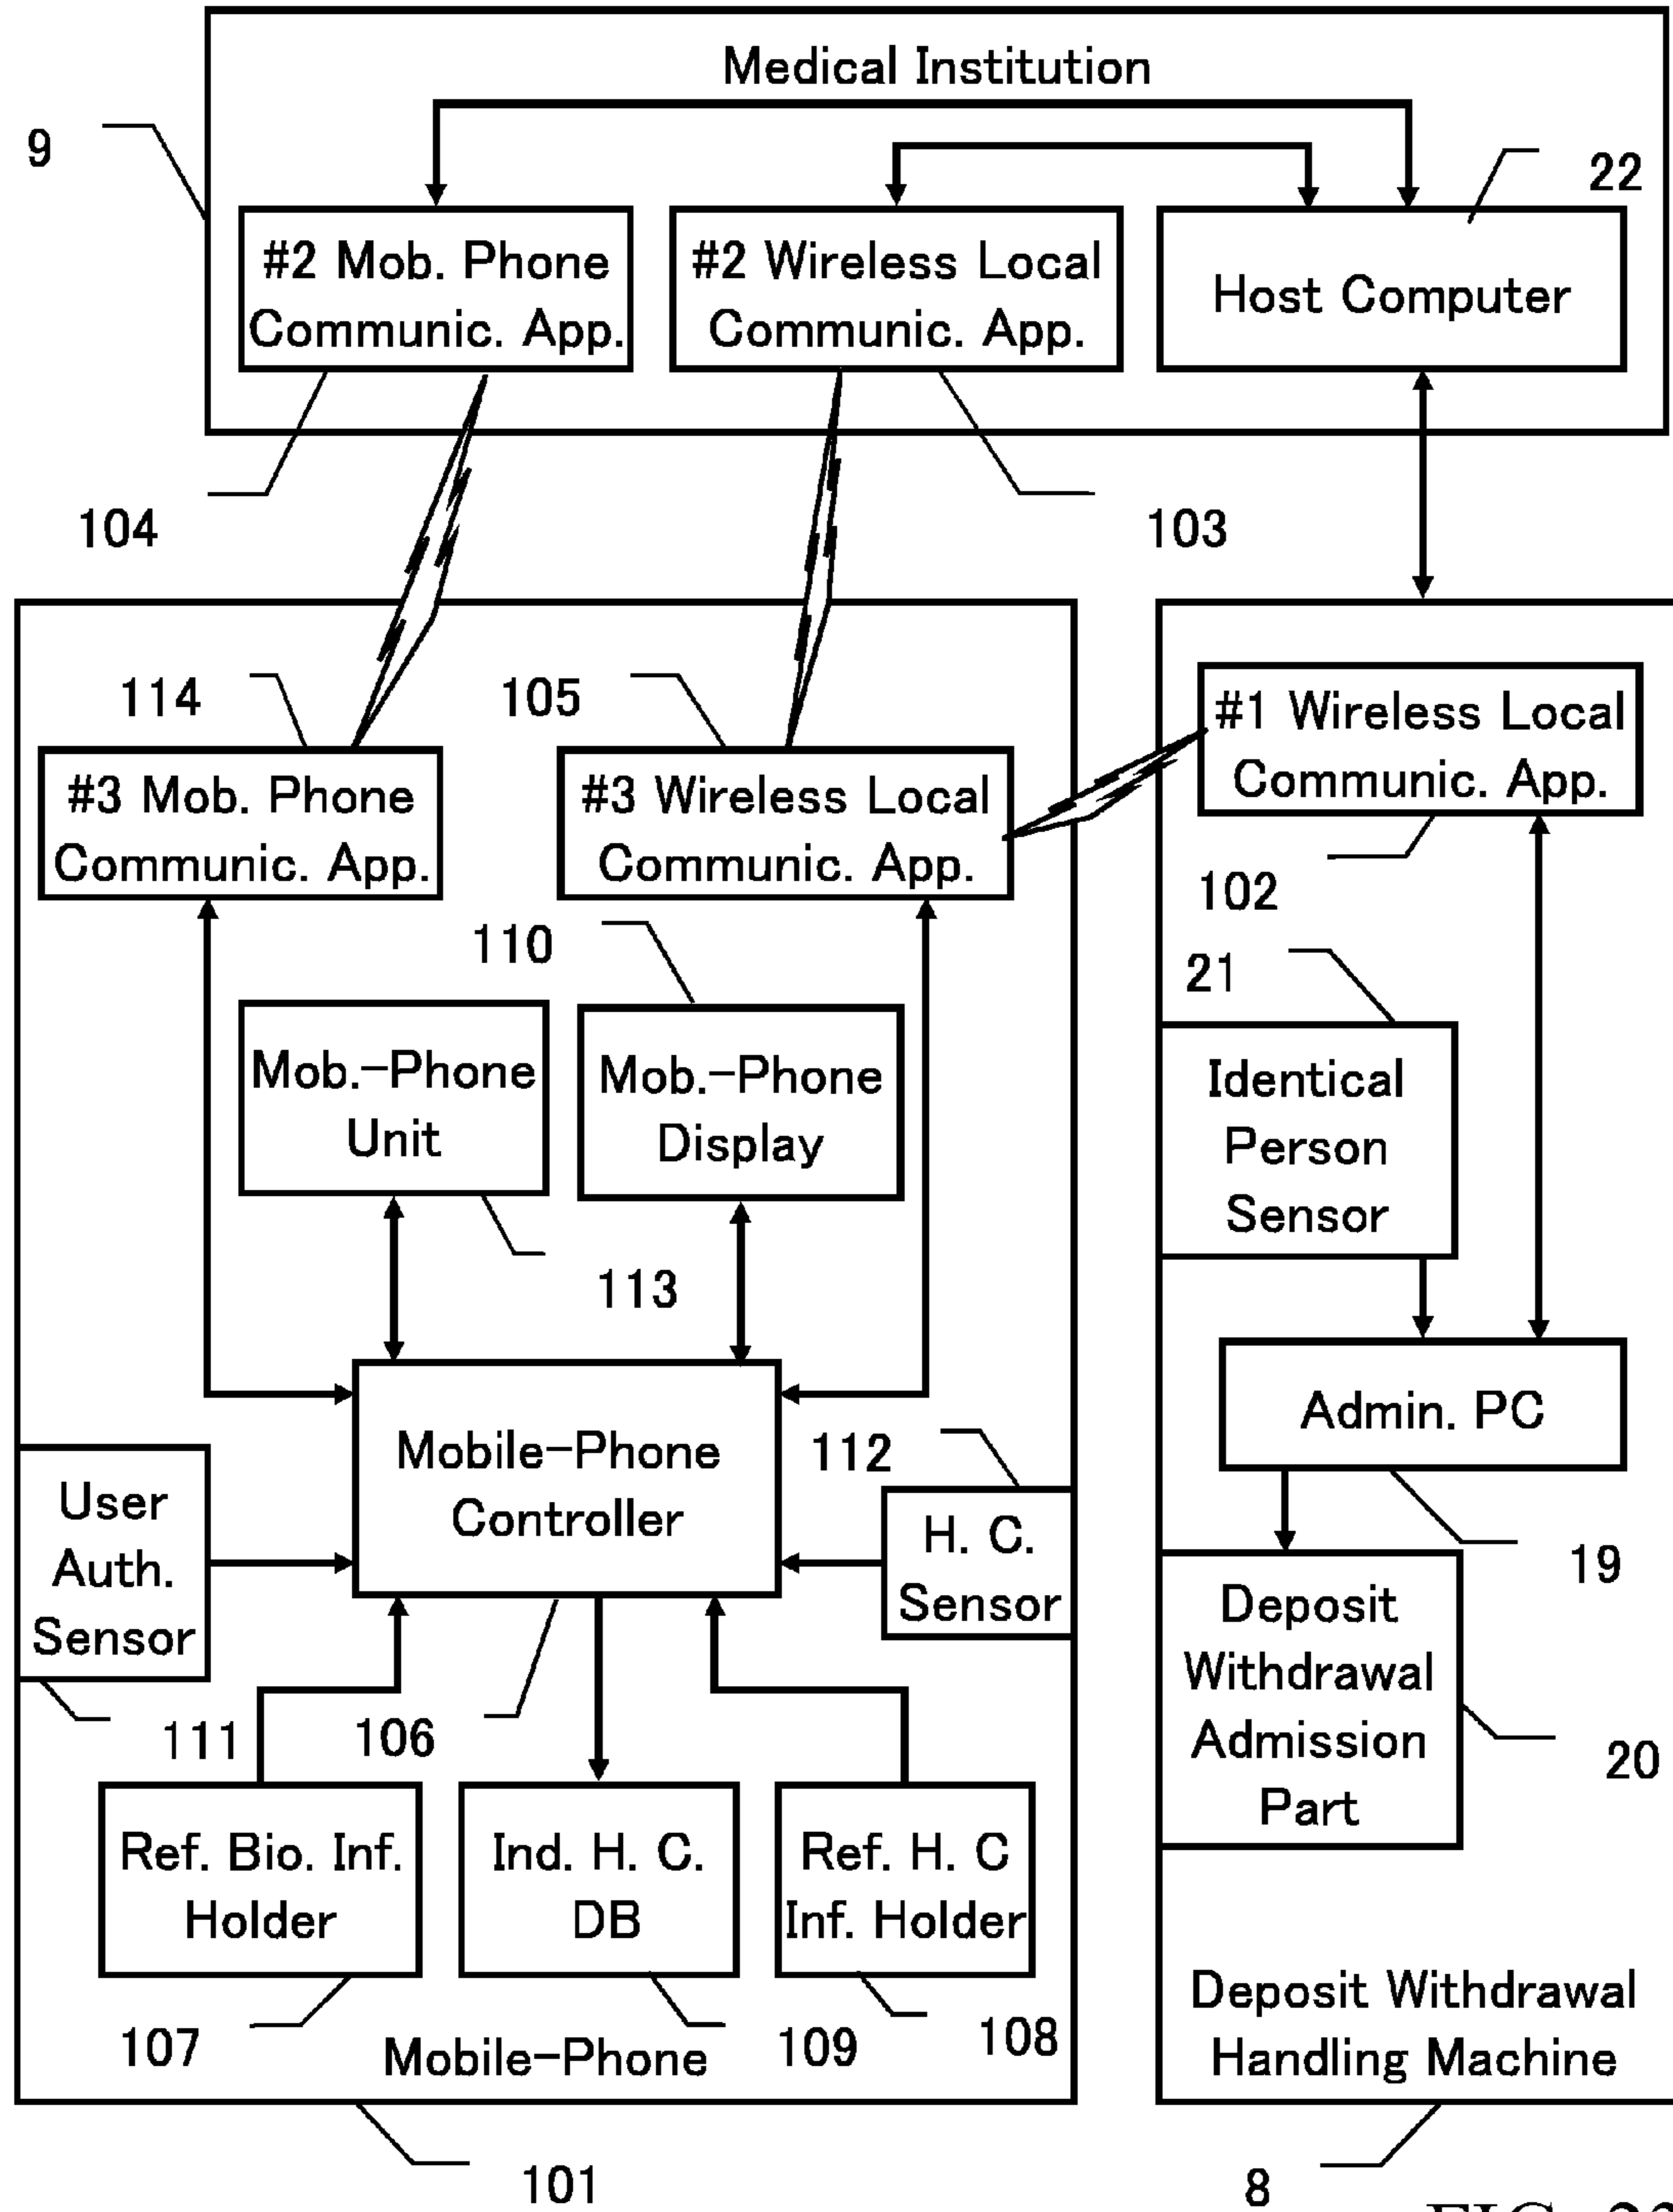 Medical Institution
9
22
#2 Mob. Phone
Communic. App.
#2 Wireless Local
Communic. App.
Host Computer
104
103
114
105
#1 Wireless Local
Communic. App.
#3 Mob. Phone
Communic. App.
#3 Wireless Local
Communic. App.
102
110
21
Mob.-Phone
Unit
Mob.-Phone
Display
Identical
Person
Sensor
113
Admin. PC
Mobile-Phone
Controller
112
User
Auth.
Sensor
H. C.
Sensor
19
Deposit
Withdrawal
Admission
Part
111
106
20
Ref. Bio. Inf.
Holder
Ind. H. C.
DB
Ref. H. C
Inf. Holder
107
109
108
Mobile-Phone
Deposit Withdrawal
Handling Machine
101
8